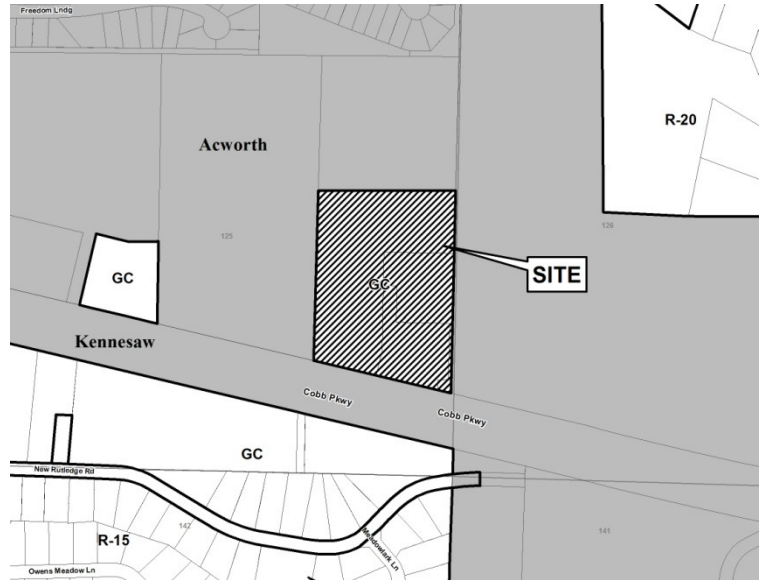 Freedom Lndg
R-20
Acworth
126
125
SITE
GC
GC
Kennesaw
Cobb Pkwy
Cobb Pkwy
GC
New Rutledge Rd
142
141
Meadowlark Ln
R-15
Owens Meadow Ln